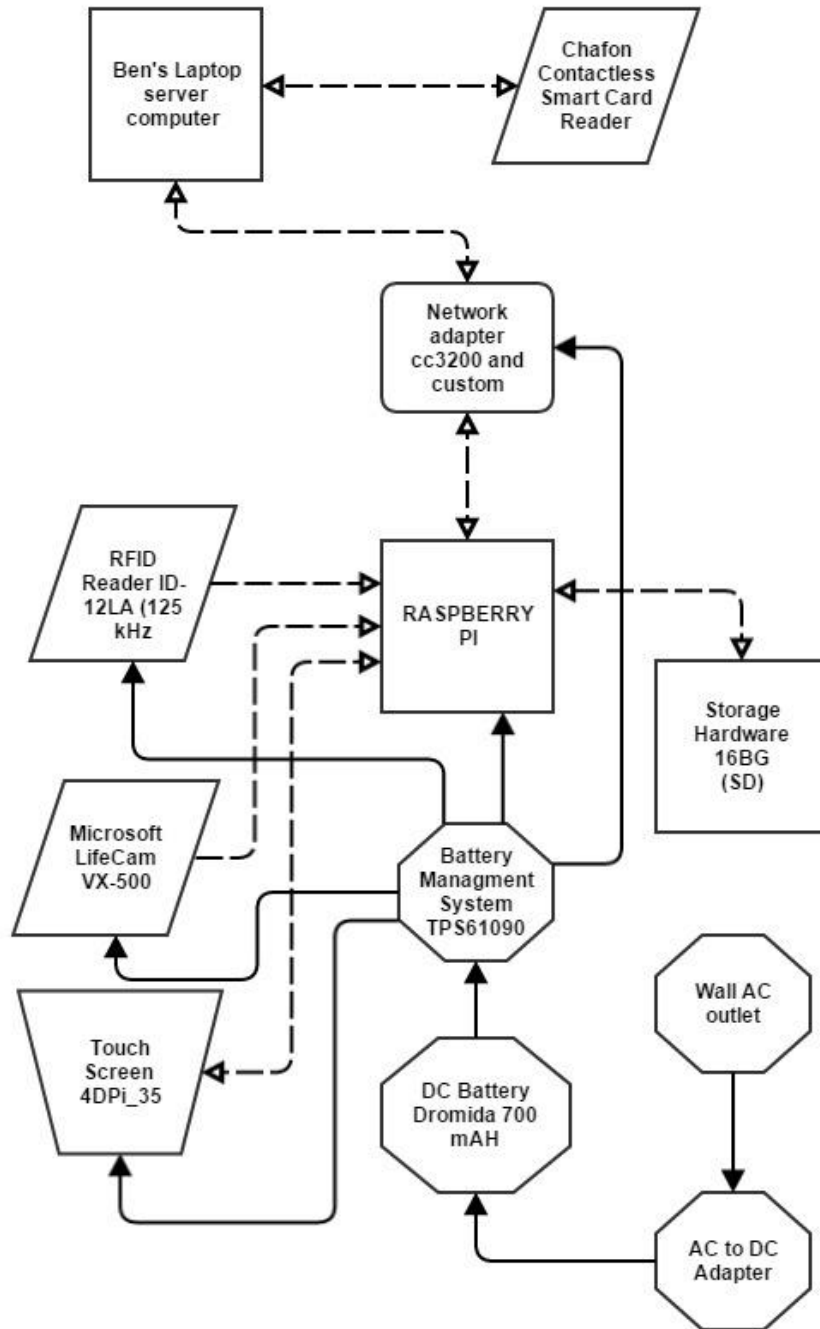 Ben's Laptop
server
computer
Chafon
Contactless
Smart Card
Reader
Network
adapter
cc3200 and
custom
RFID
Reader ID-
12LA (125
kHz
RASPBERRY
PI
Storage
Hardware
16BG
(SD)
Microsoft
LifeCam
VX-500
Battery
Managment
System
TPS61090
Wall AC
outlet
Touch
Screen
4DPi_35
DC Battery
Dromida 700
mAH
AC to DC
Adapter